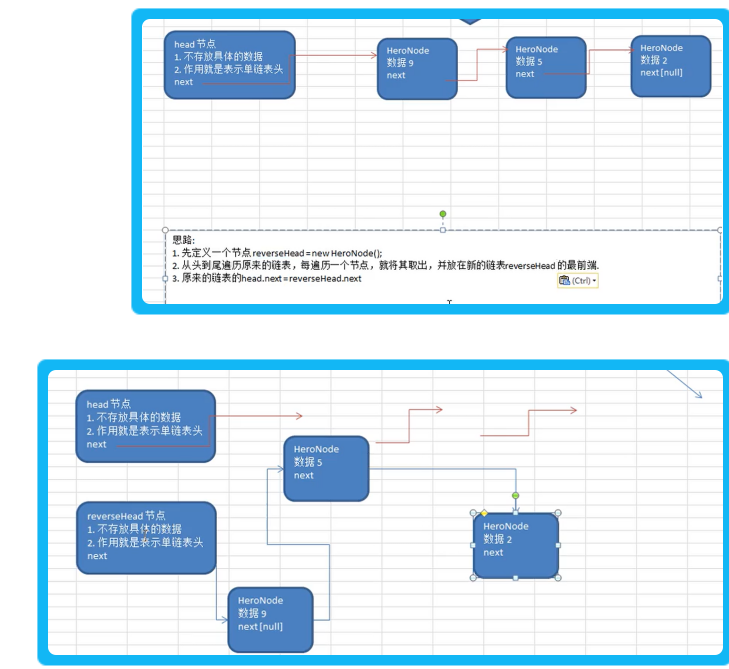 head 节点
1. 不存放具体的数据
2. 作用就是表示单链表头
next
HeroNode
数据 9
next
HeroNode
数据 5
next
HeroNode
数据 2
next [null]
思路:
1. 先定义一个节点 reverseHead = new HeroNode();
2. 从头到尾遍历原来的链表，每遍历一个节点，就将其取出，并放在新的链表reverseHead 的最前端.
3. 原来的链表的head.next = reverseHead.next
(Ctrl)
head 节点
1. 不存放具体的数据
2. 作用就是表示单链表头
next
HeroNode
数据 5
next
reverseHead 节点
1. 不存放具体的数据
2. 作用就是表示单链表头
next
HeroNode
数据 2
next
HeroNode
数据 9
next [null]